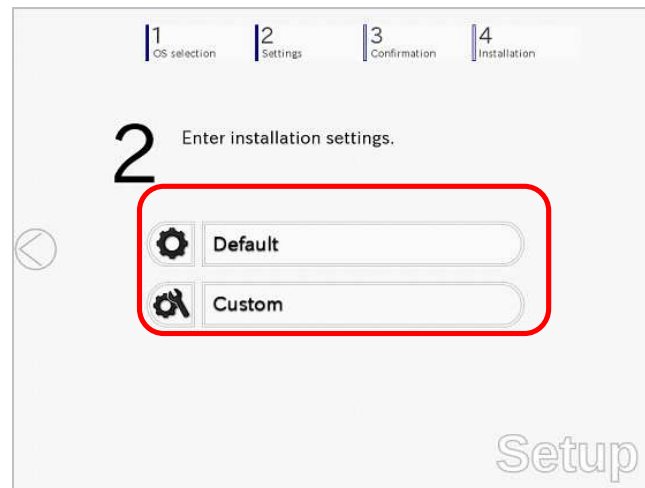 1
OS selection
2
Settings
3
Confirmation
4
Installation
2
Enter installation settings.
Default
Custom
Setup